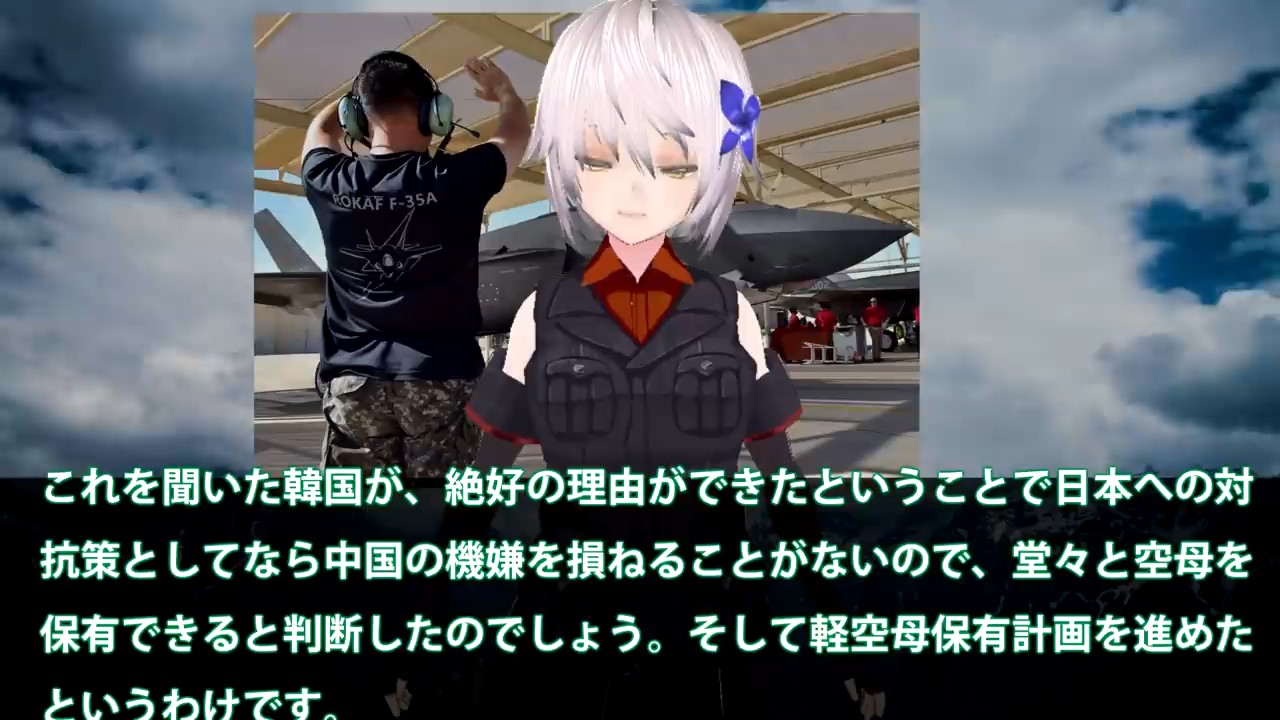 ROKAF F-35A
これを聞いた韓国が、絶好の理由ができたということで日本への対
抗策としてなら中国の機嫌を損ねることがないので、堂々と空母を
保有できると判断したのでしょう。そして軽空母保有計画を進めた
というわけです。